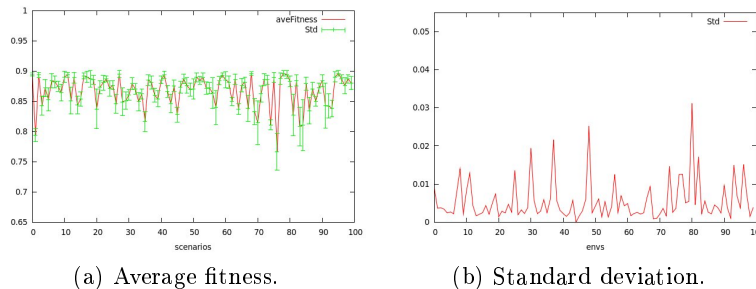 1
0.95
0.9
0.85
0.8
0.75
0.7
0.65
0 10 20 30 40 50 60 70 80 90 100
scenarios
aveFitness
Std
(a) Average fitness.
0.05
0.04
0.03
0.02
0.01
0
0 10 20 30 40 50 60 70 80 90
envs
Std
(b) Standard deviation.